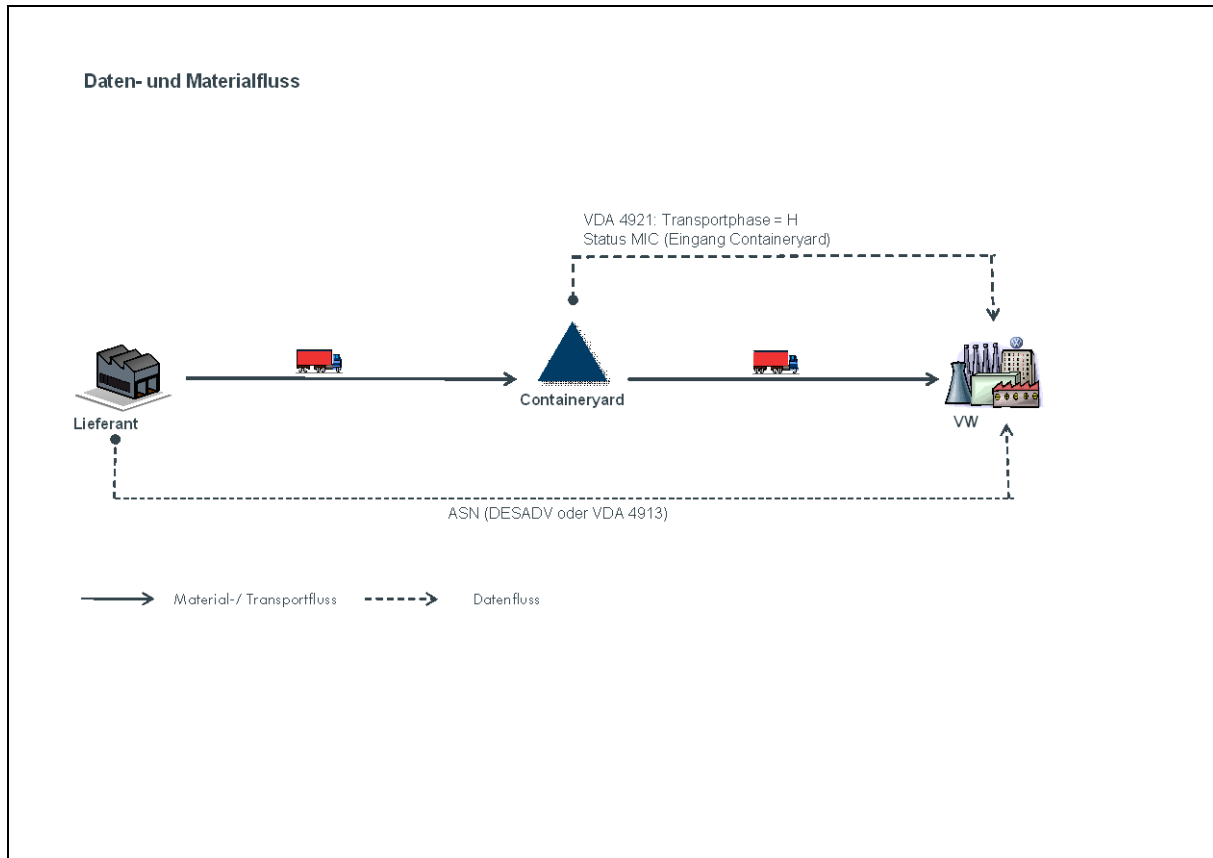 Daten- und Materialfluss
VDA 4921: Transportphase = H
Status MIC (Eingang Containeryard)
Containeryard
Lieferant
VW
ASN (DESADV oder VDA 4913)
Material-/ Transportfluss
Datenfluss